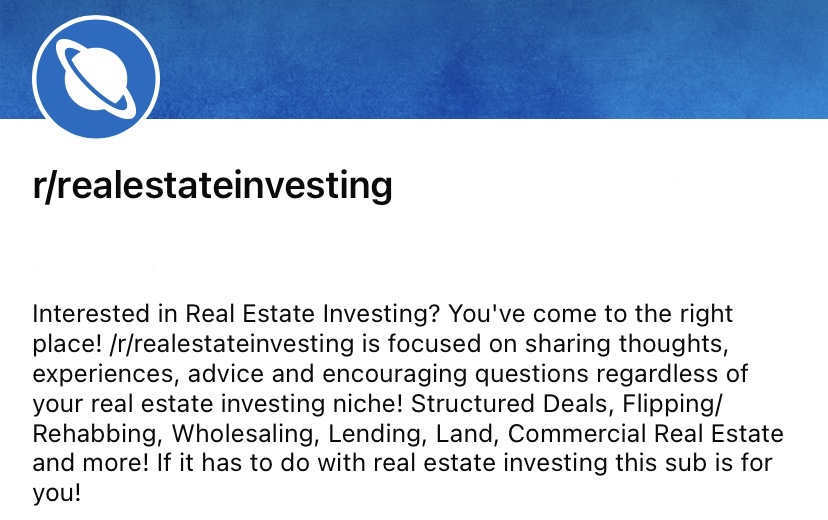 r/realestateinvesting
Interested in Real Estate Investing? You've come to the right
place! /r/realestateinvesting is focused on sharing thoughts,
experiences, advice and encouraging questions regardless of
your real estate investing niche! Structured Deals, Flipping/
Rehabbing, Wholesaling, Lending, Land, Commercial Real Estate
and more! If it has to do with real estate investing this sub is for
you!